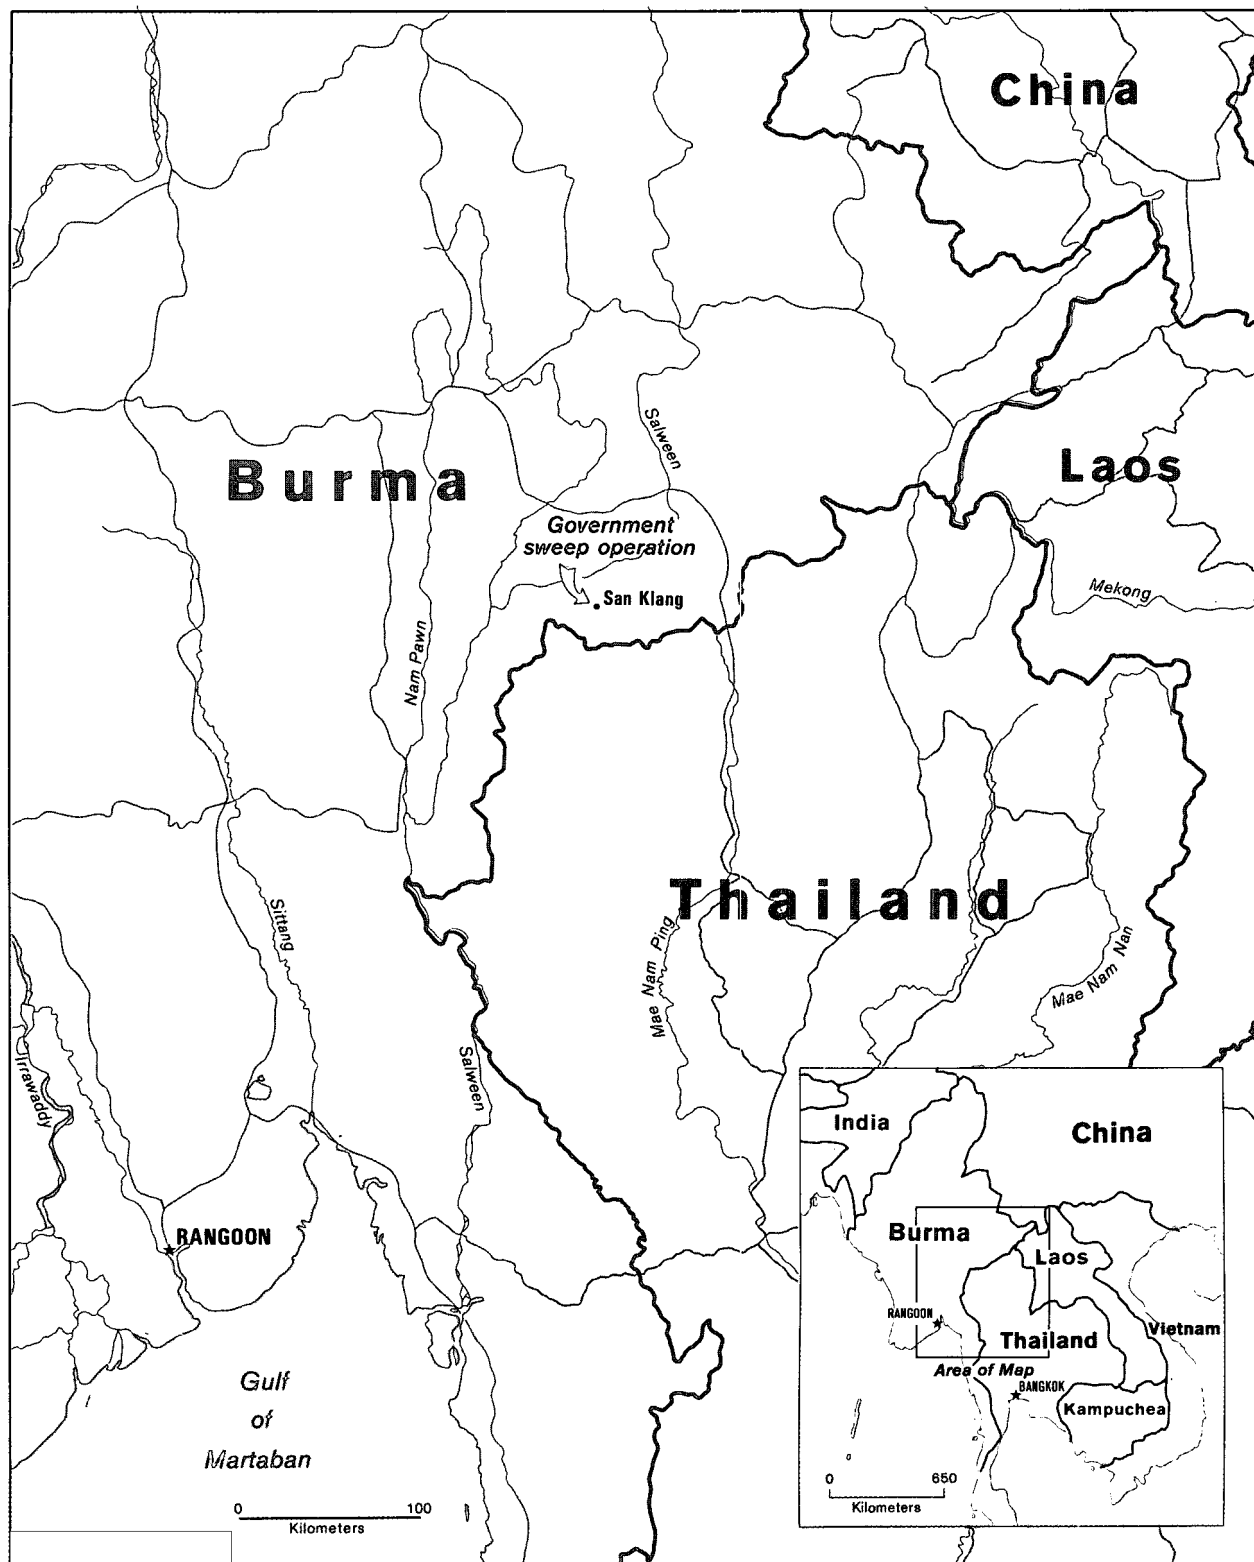 China
Salween
Burma
Laos
Government
sweep operation
San Klang
Mekong
Nam Pawn
Thailand
Sittang
Mae Nam Ping
Mae Nam Nan
Irrawaddy
Salween
RANGOON
Gulf
of
Martaban
0 100
Kilometers
India
China
Burma
Laos
RANGOON
Thailand
Vietnam
Area of Map
BANGKOK
Kampuchea
0 650
Kilometers